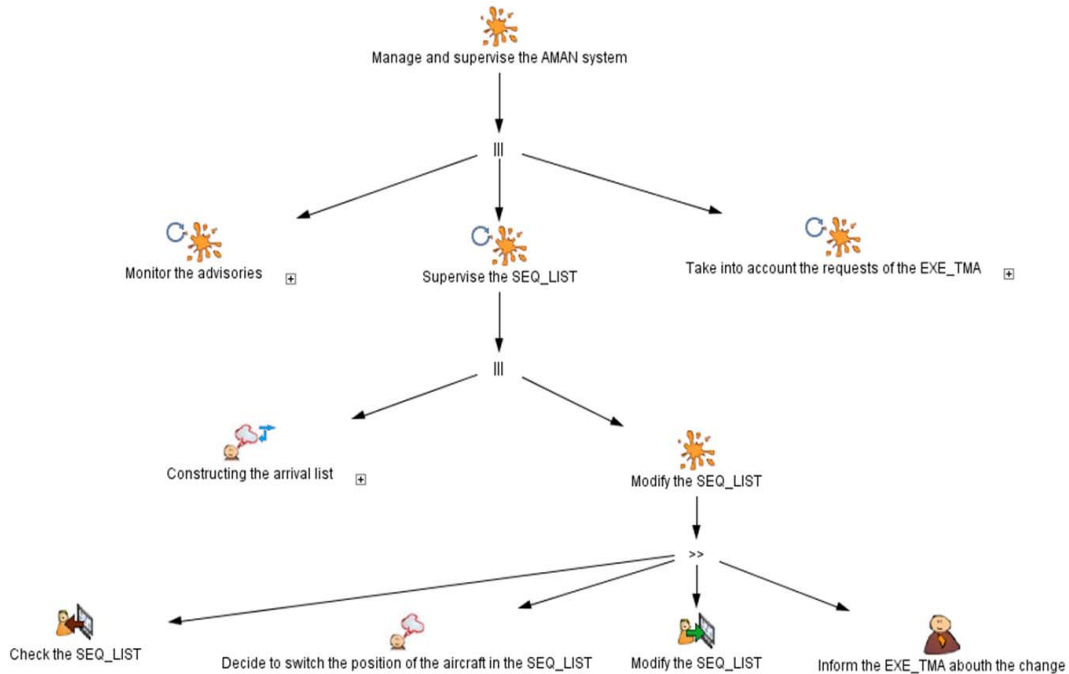 Manage and supervise the AMAN system
|||
Monitor the advisories
Supervise the SEQ_LIST
Take into account the requests of the EXE_TMA
|||
Constructing the arrival list
Modify the SEQ_LIST
>>
Check the SEQ_LIST
Decide to switch the position of the aircraft in the SEQ_LIST
Modify the SEQ_LIST
Inform the EXE_TMA abouth the change